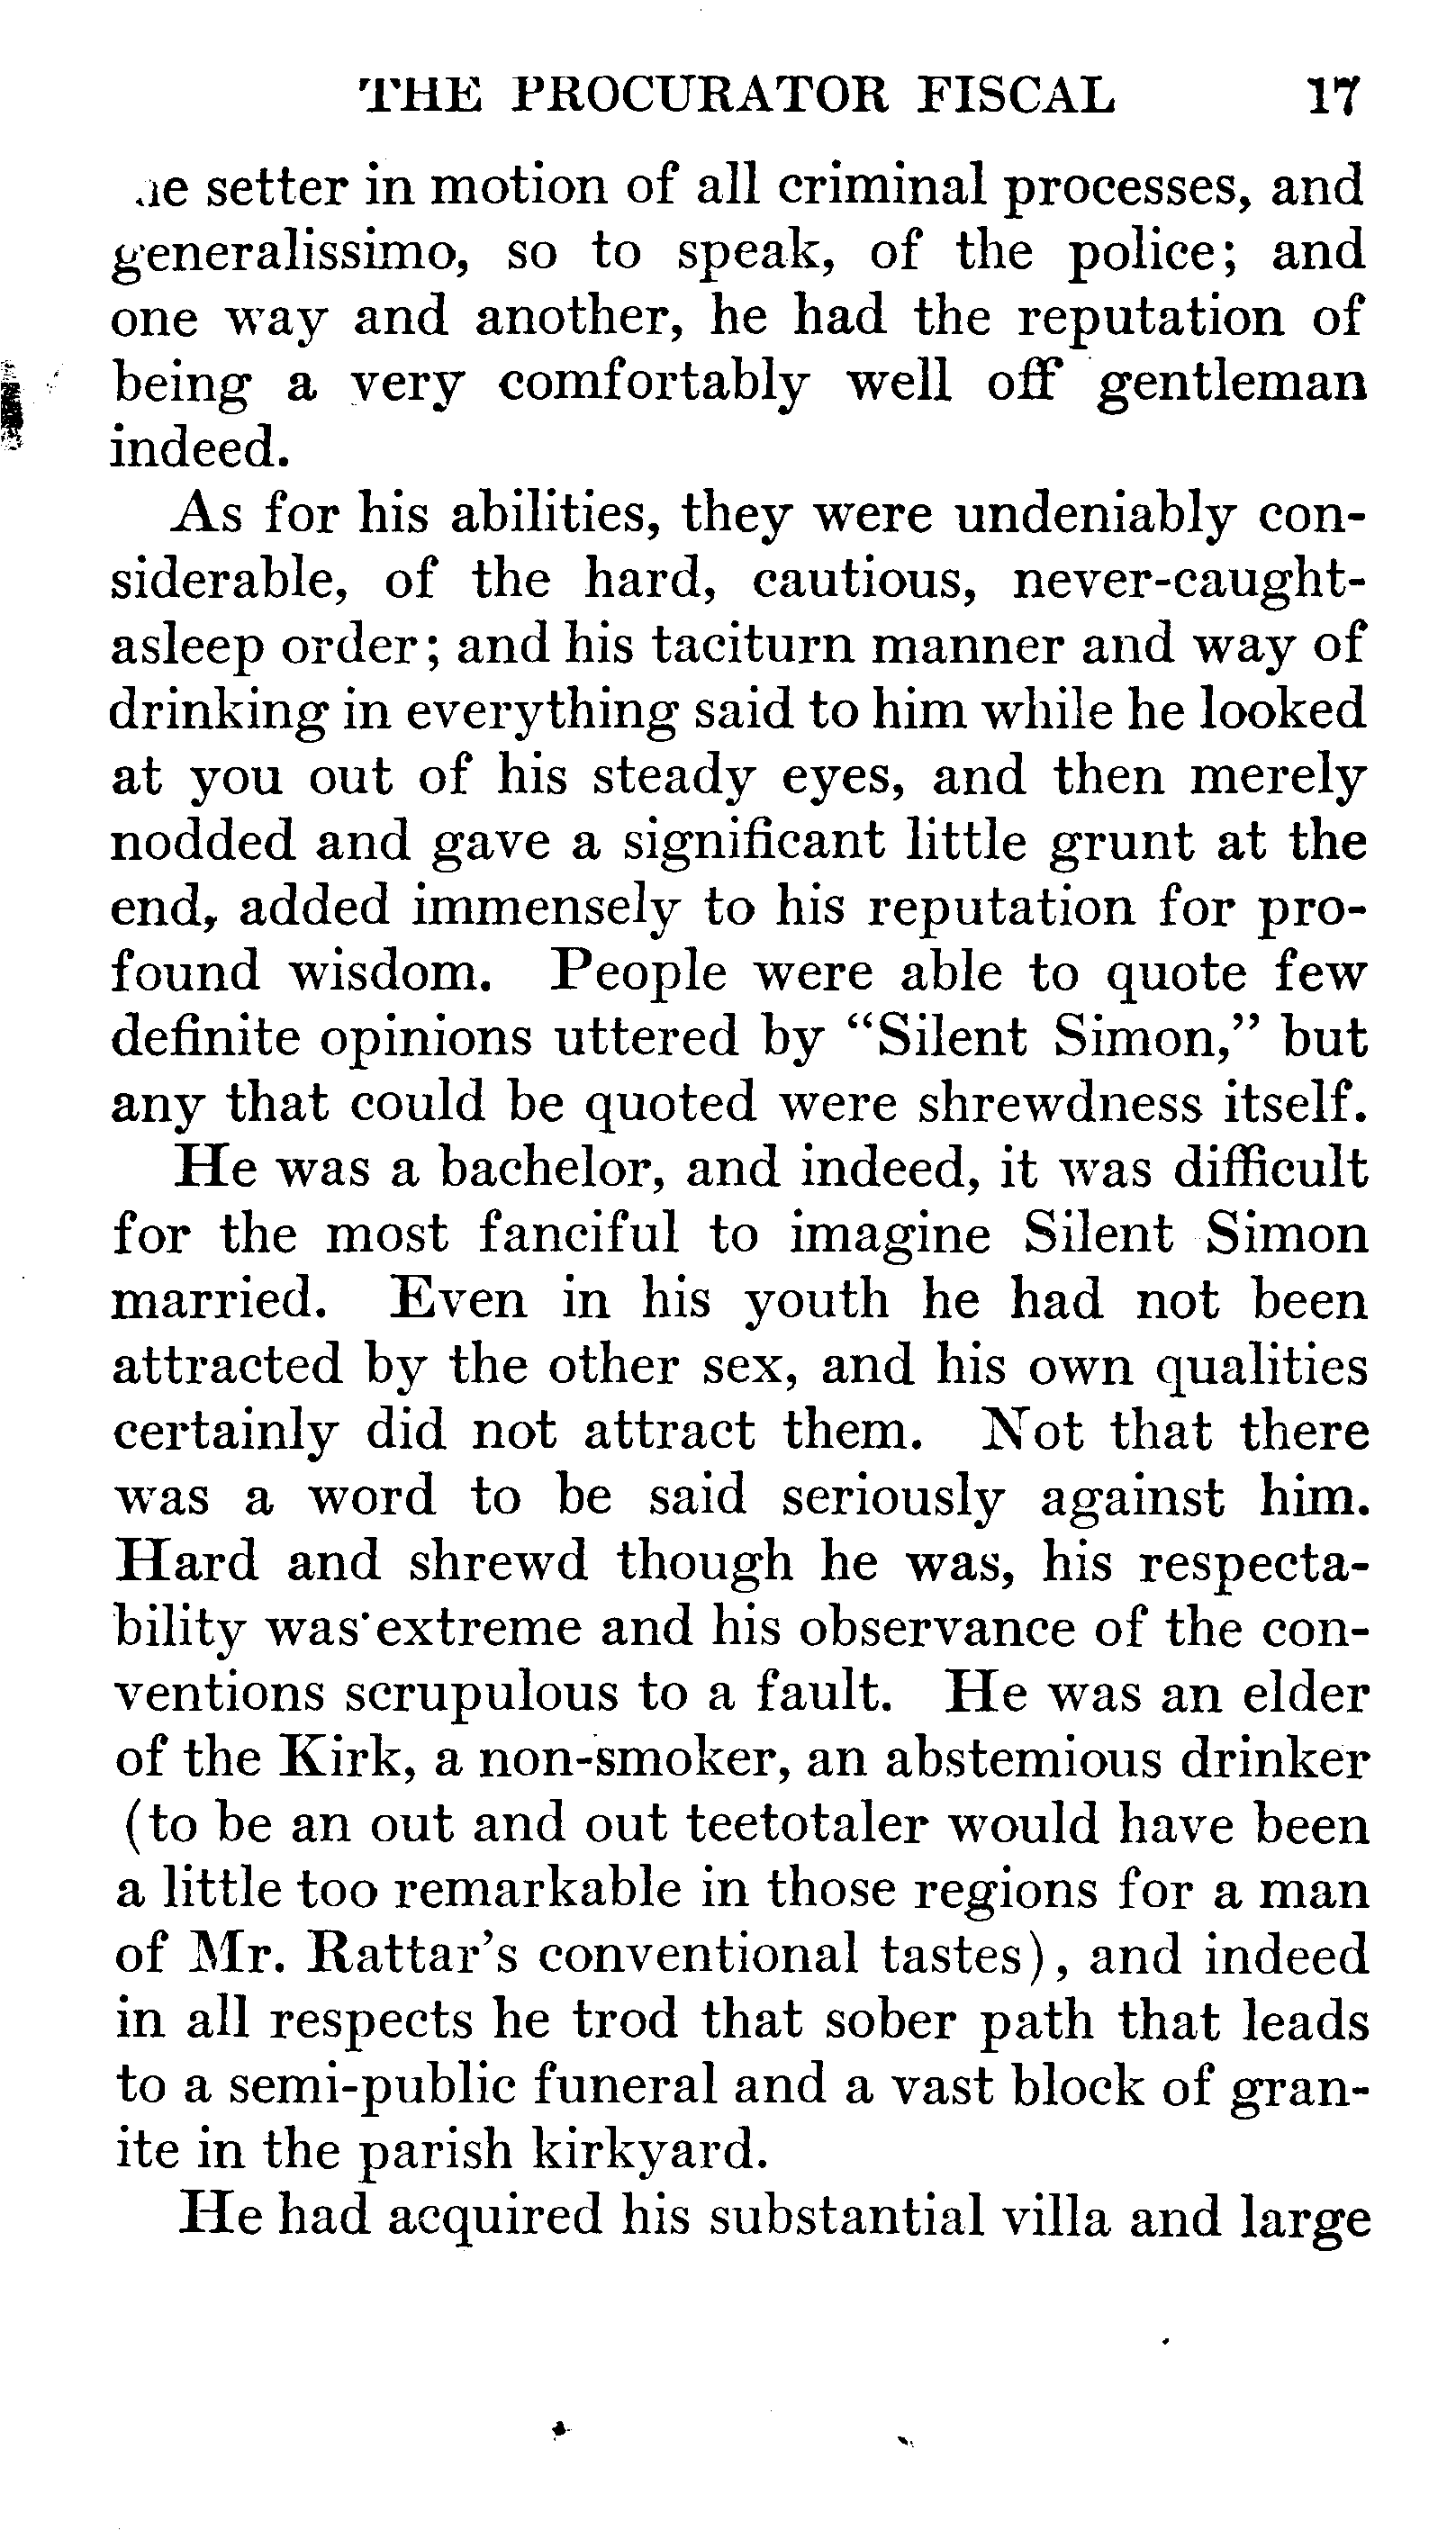 THE PROCURATOR FISCAL 17
setter in motion of all criminal processes, and
generalissimo, so to speak, of the police; and
one way and another, he had the reputation of
being a very comfortably well off gentleman
indeed.
As for his abilities, they were undeniably con-
siderable, of the hard, cautious, never-caught-
asleep order; and his taciturn manner and way of
drinking in everything said to him while he looked
at you out of his steady eyes, and then merely
nodded and gave a significant little grunt at the
end, added immensely to his reputation for pro-
found wisdom. People were able to quote few
definite opinions uttered by “Silent Simon,” but
any that could be quoted were shrewdness itself.
He was a bachelor, and indeed, it was difficult
for the most fanciful to imagine Silent Simon
married. Even in his youth he had not been
attracted by the other sex, and his own qualities
certainly did not attract them. Not that there
was a word to be said seriously against him.
Hard and shrewd though he was, his respecta-
bility was extreme and his observance of the con-
ventions scrupulous to a fault. He was an elder
of the Kirk, a non-smoker, an abstemious drinker
(to be an out and out teetotaler would have been
a little too remarkable in those regions for a man
of Mr. Rattar’s conventional tastes), and indeed
in all respects he trod that sober path that leads
to a semi-public funeral and a vast block of gran-
ite in the parish kirkyard.
He had acquired his substantial villa and large